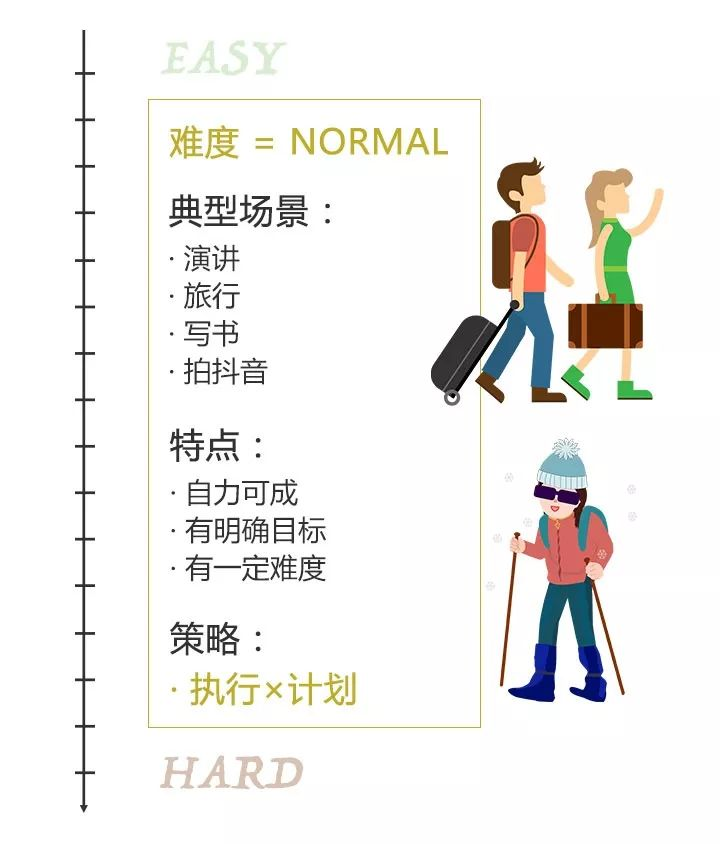 EASY
难度 = NORMAL
典型场景：
· 演讲
· 旅行
· 写书
· 拍抖音
特点：
· 自力可成
· 有明确目标
· 有一定难度
策略：
· 执行×计划
HARD